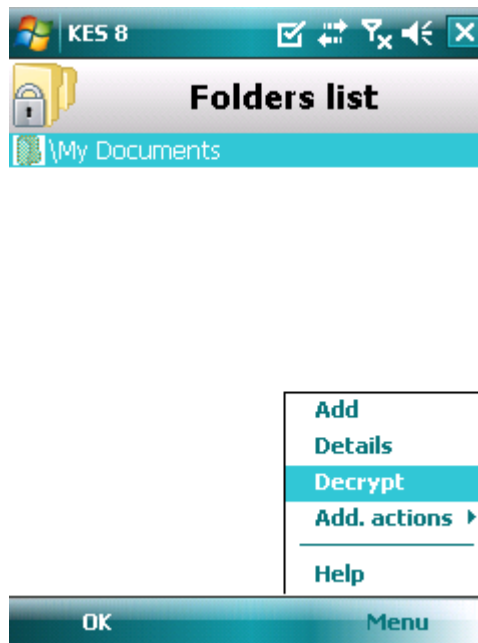 KES 8
Folders list
\My Documents
Add
Details
Decrypt
Add. actions
Help
OK
Menu